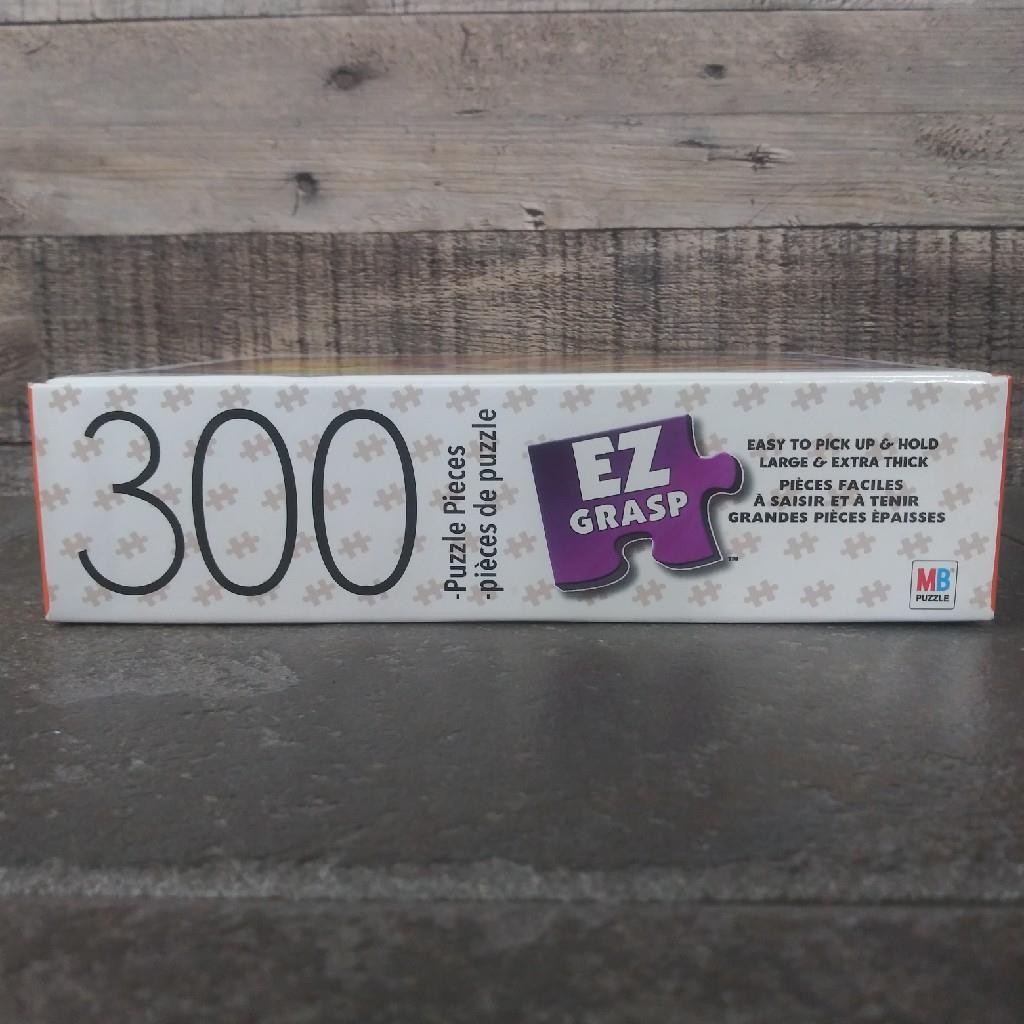 300
-Puzzle Pieces
-pièces de puzzle
EZ
GRASP
™
EASY TO PICK UP & HOLD
LARGE & EXTRA THICK
PIÈCES FACILES
À SAISIR ET À TENIR
GRANDES PIÈCES ÉPAISSES
MB®
PUZZLE